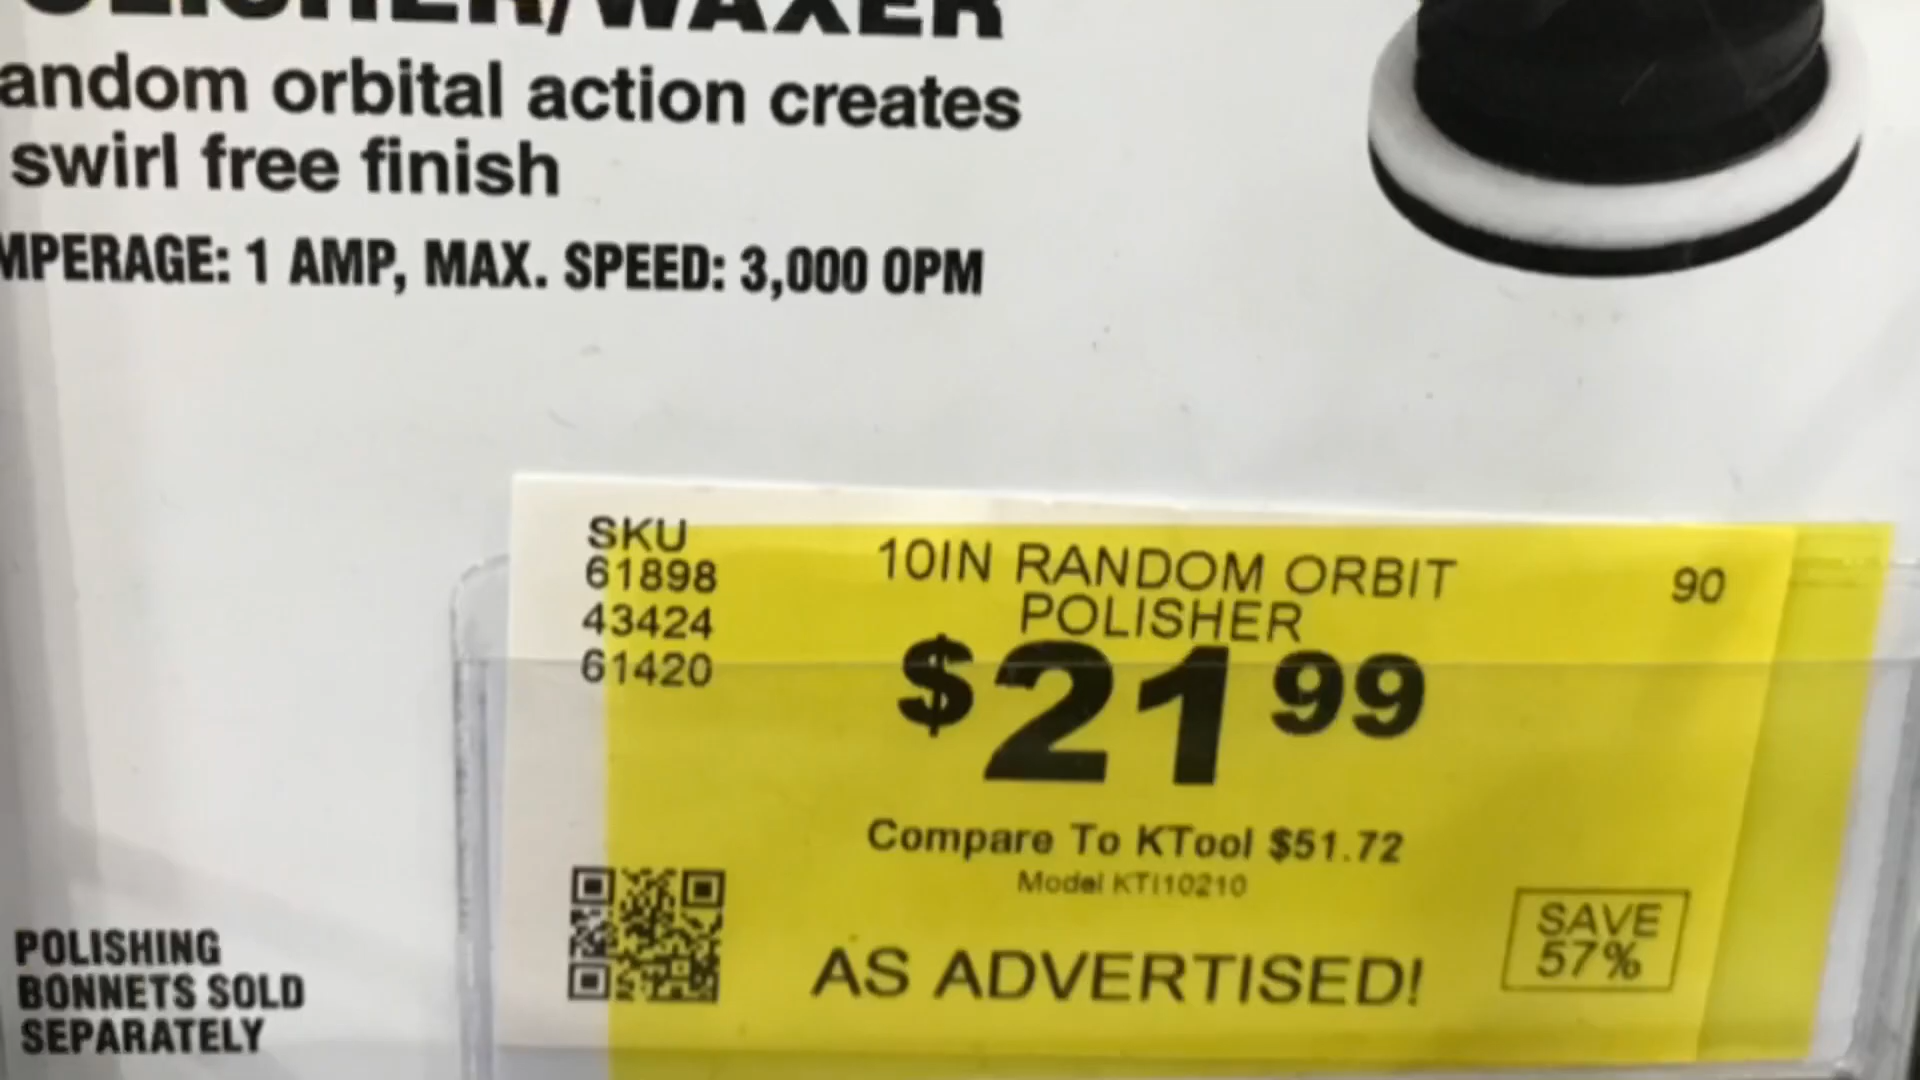 OLISHER/WAXER
andom orbital action creates
swirl free finish
MPERAGE: 1 AMP, MAX. SPEED: 3,000 OPM
SKU
61898
43424
61420
10IN RANDOM ORBIT
POLISHER
90
$21 99
Compare To KTool $51.72
Model KTI10210
AS ADVERTISED!
SAVE
57%
POLISHING
BONNETS SOLD
SEPARATELY